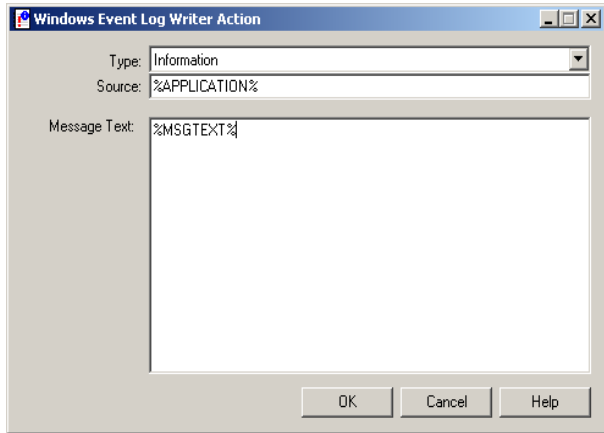 Windows Event Log Writer Action
Type: Information
Source: %APPLICATION%
Message Text: %MSGTEXT%
OK Cancel Help